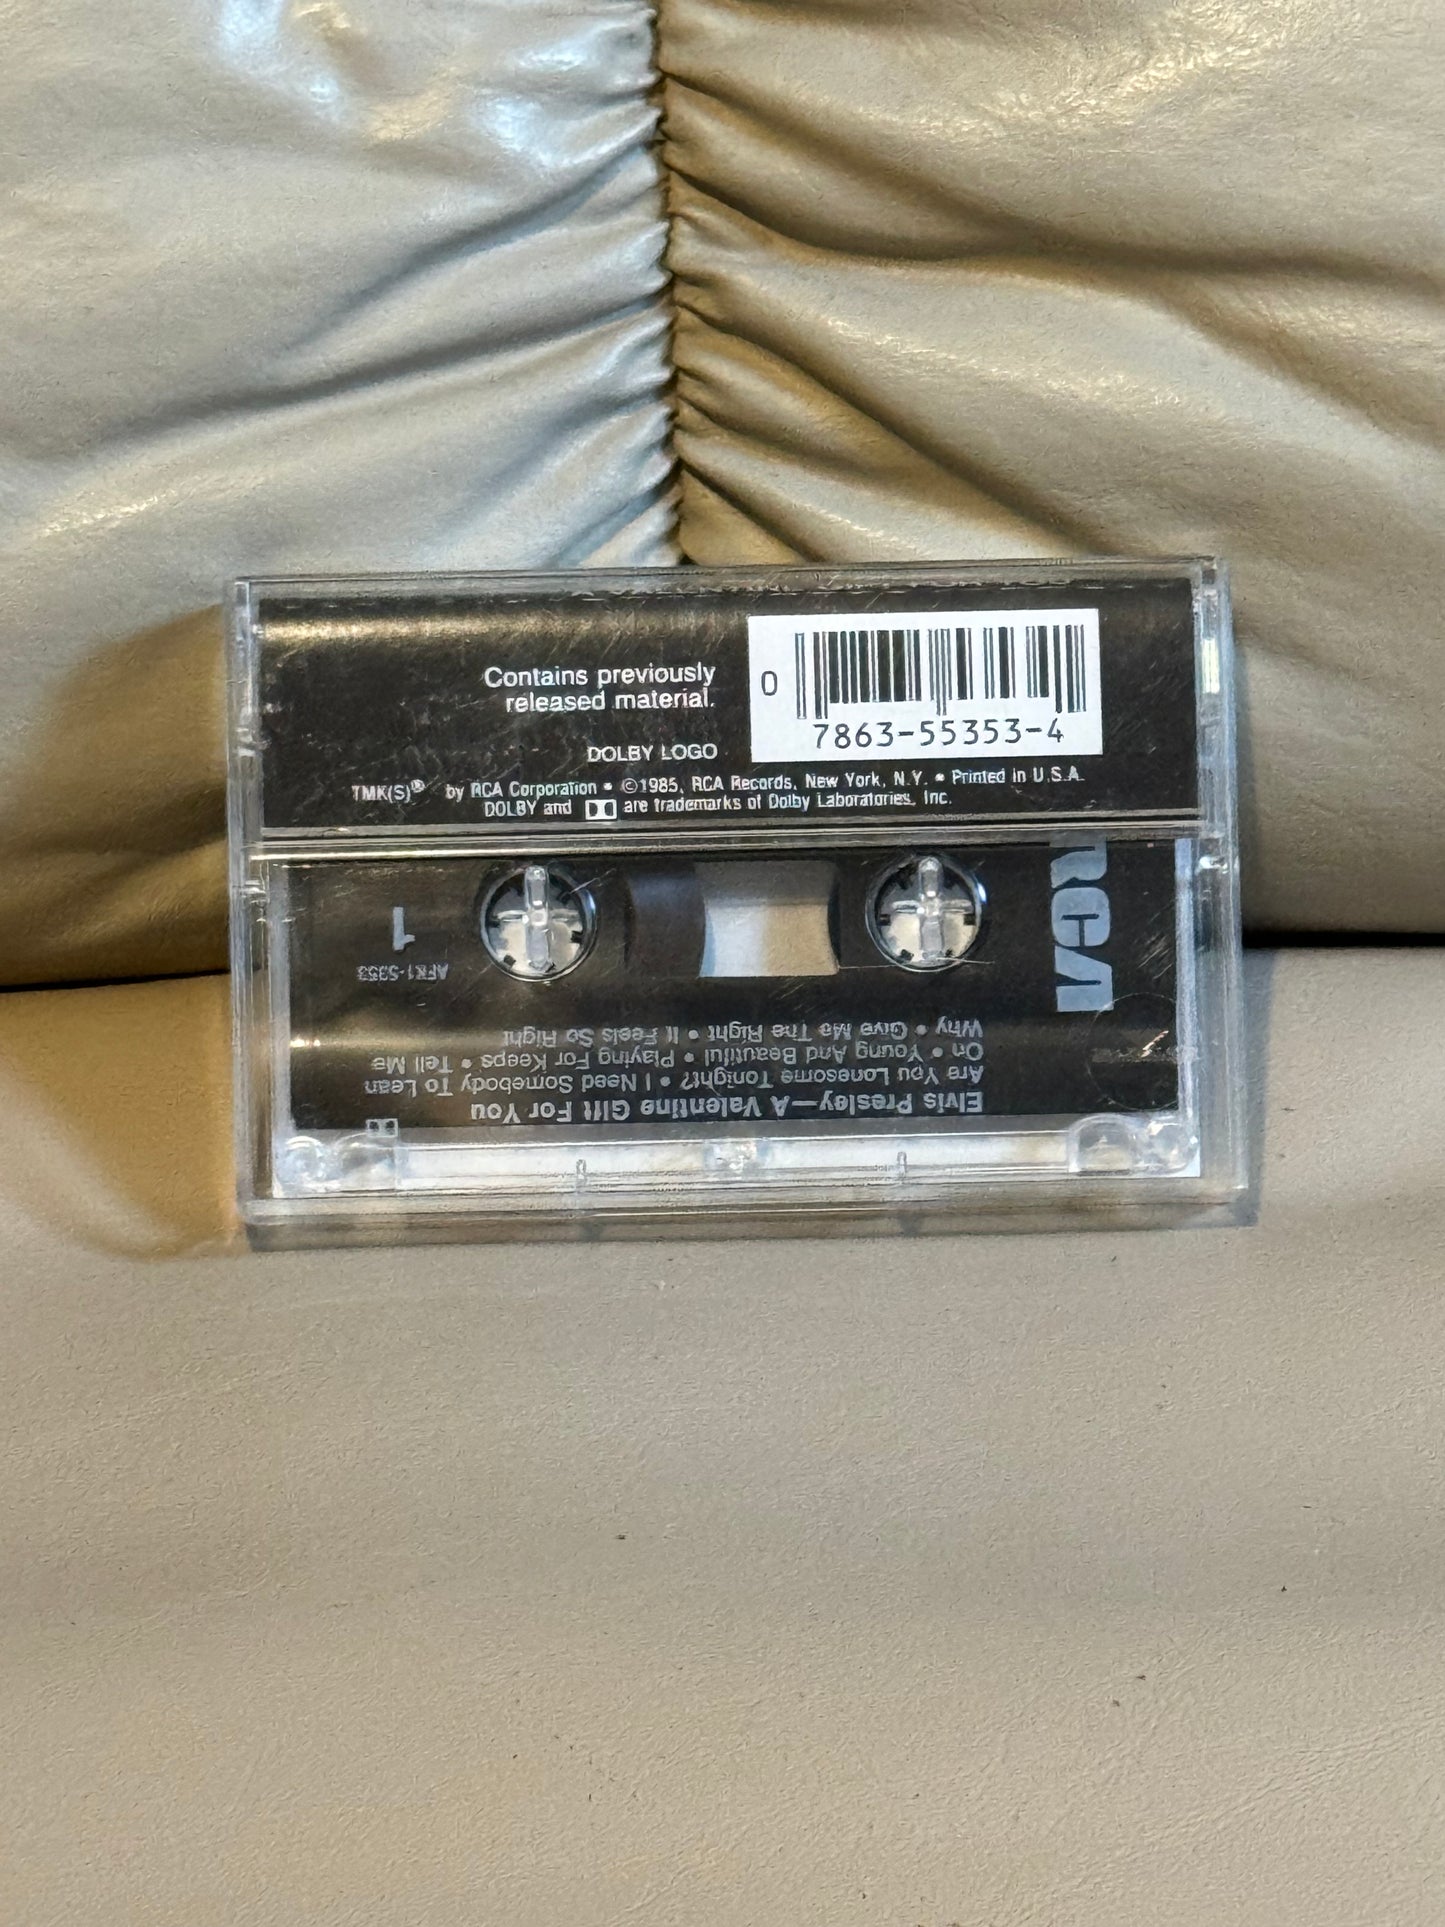 Contains previously
released material.
DOLBY LOGO
0
7863-55353-4
TMK(S)® by RCA Corporation • ©1985, RCA Records, New York, N.Y. • Printed in U.S.A.
DOLBY and are trademarks of Dolby Laboratories, Inc.
RCA
1
AFK1-5353
Elvis Presley—A Valentine Gift For You
Are You Lonesome Tonight? • I Need Somebody To Lean
On • Young And Beautiful • Playing For Keeps • Tell Me
Why • Give Me The Right • It Feels So Right